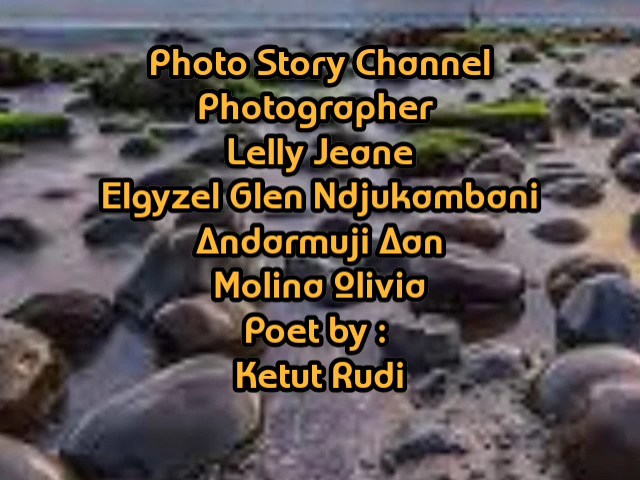 Photo Story Channel
Photographer
Lelly Jeane
Elgyzel Glen Ndjukambani
Andarmuji Aan
Molina Olivia
Poet by :
Ketut Rudi